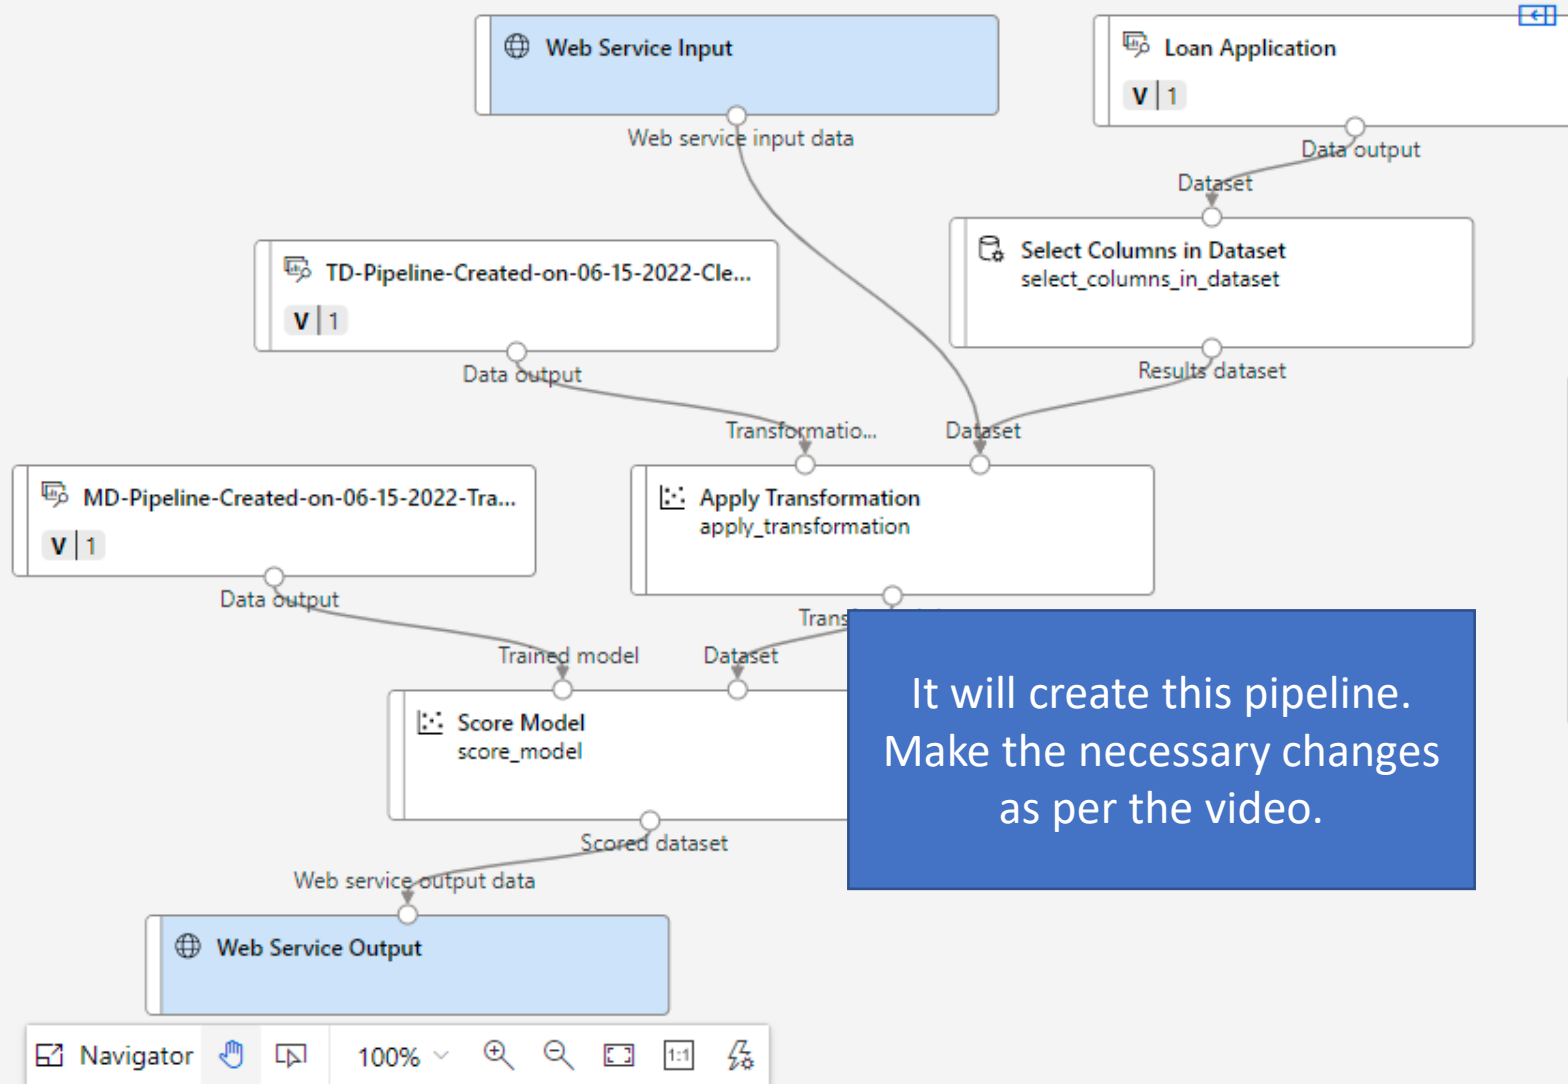 Web Service Input
Loan Application
V | 1
Web service input data
Data output
Dataset
Select Columns in Dataset
select_columns_in_dataset
TD-Pipeline-Created-on-06-15-2022-Cle...
V | 1
Data output
Results dataset
Transformatio...
Dataset
MD-Pipeline-Created-on-06-15-2022-Tra...
V | 1
Apply Transformation
apply_transformation
Data output
Trans
Trained model
Dataset
Score Model
score_model
It will create this pipeline.
Make the necessary changes
as per the video.
Scored dataset
Web service output data
Web Service Output
Navigator
100%
1:1